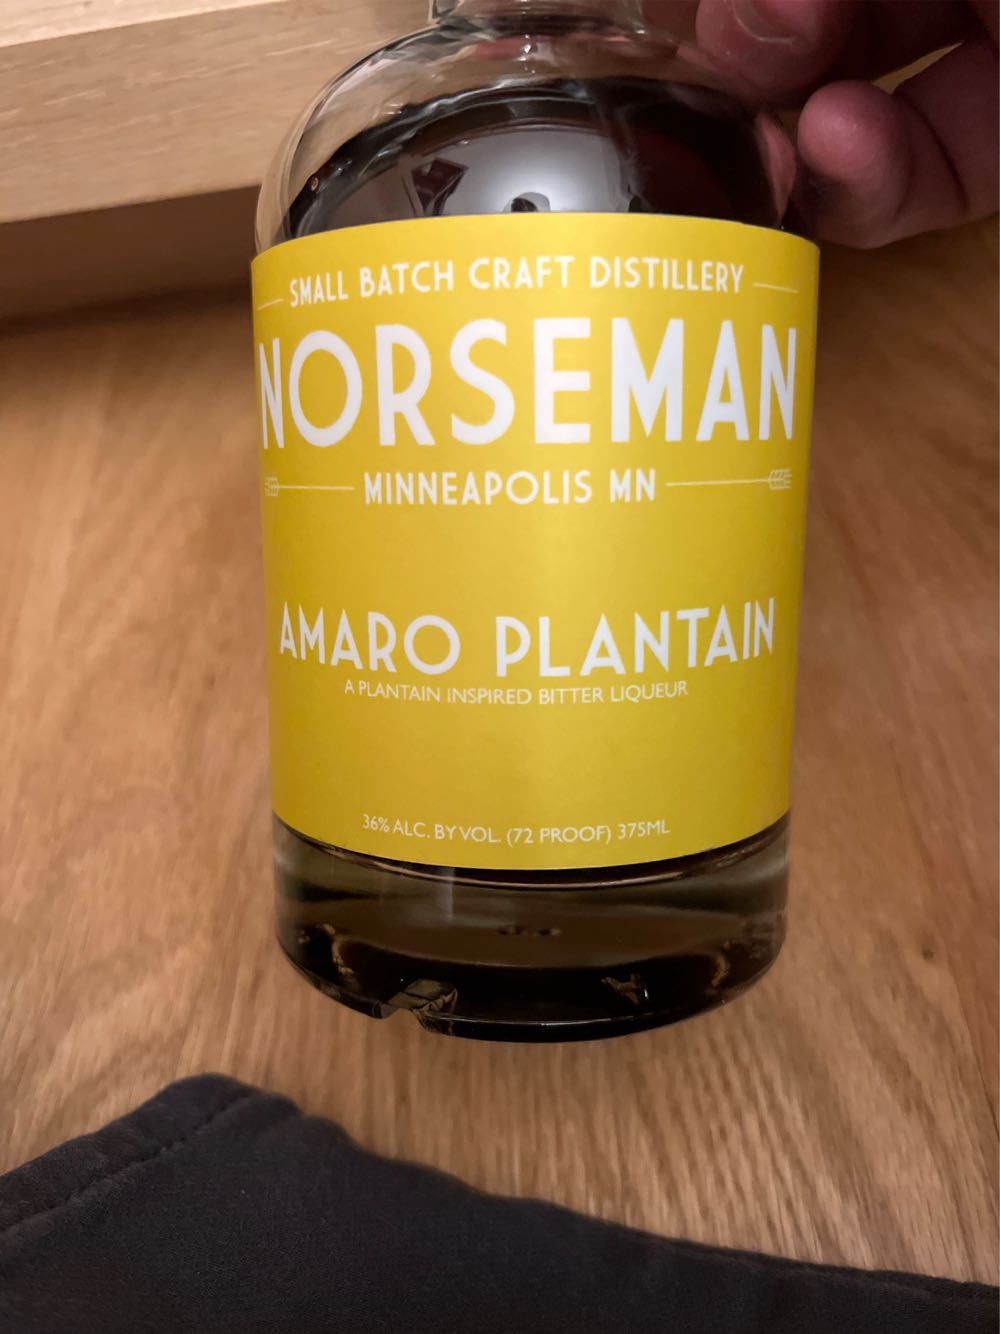 SMALL BATCH CRAFT DISTILLERY
NORSEMAN
MINNEAPOLIS MN
AMARO PLANTAIN
A PLANTAIN INSPIRED BITTER LIQUEUR
36% ALC. BY VOL. (72 PROOF) 375ML